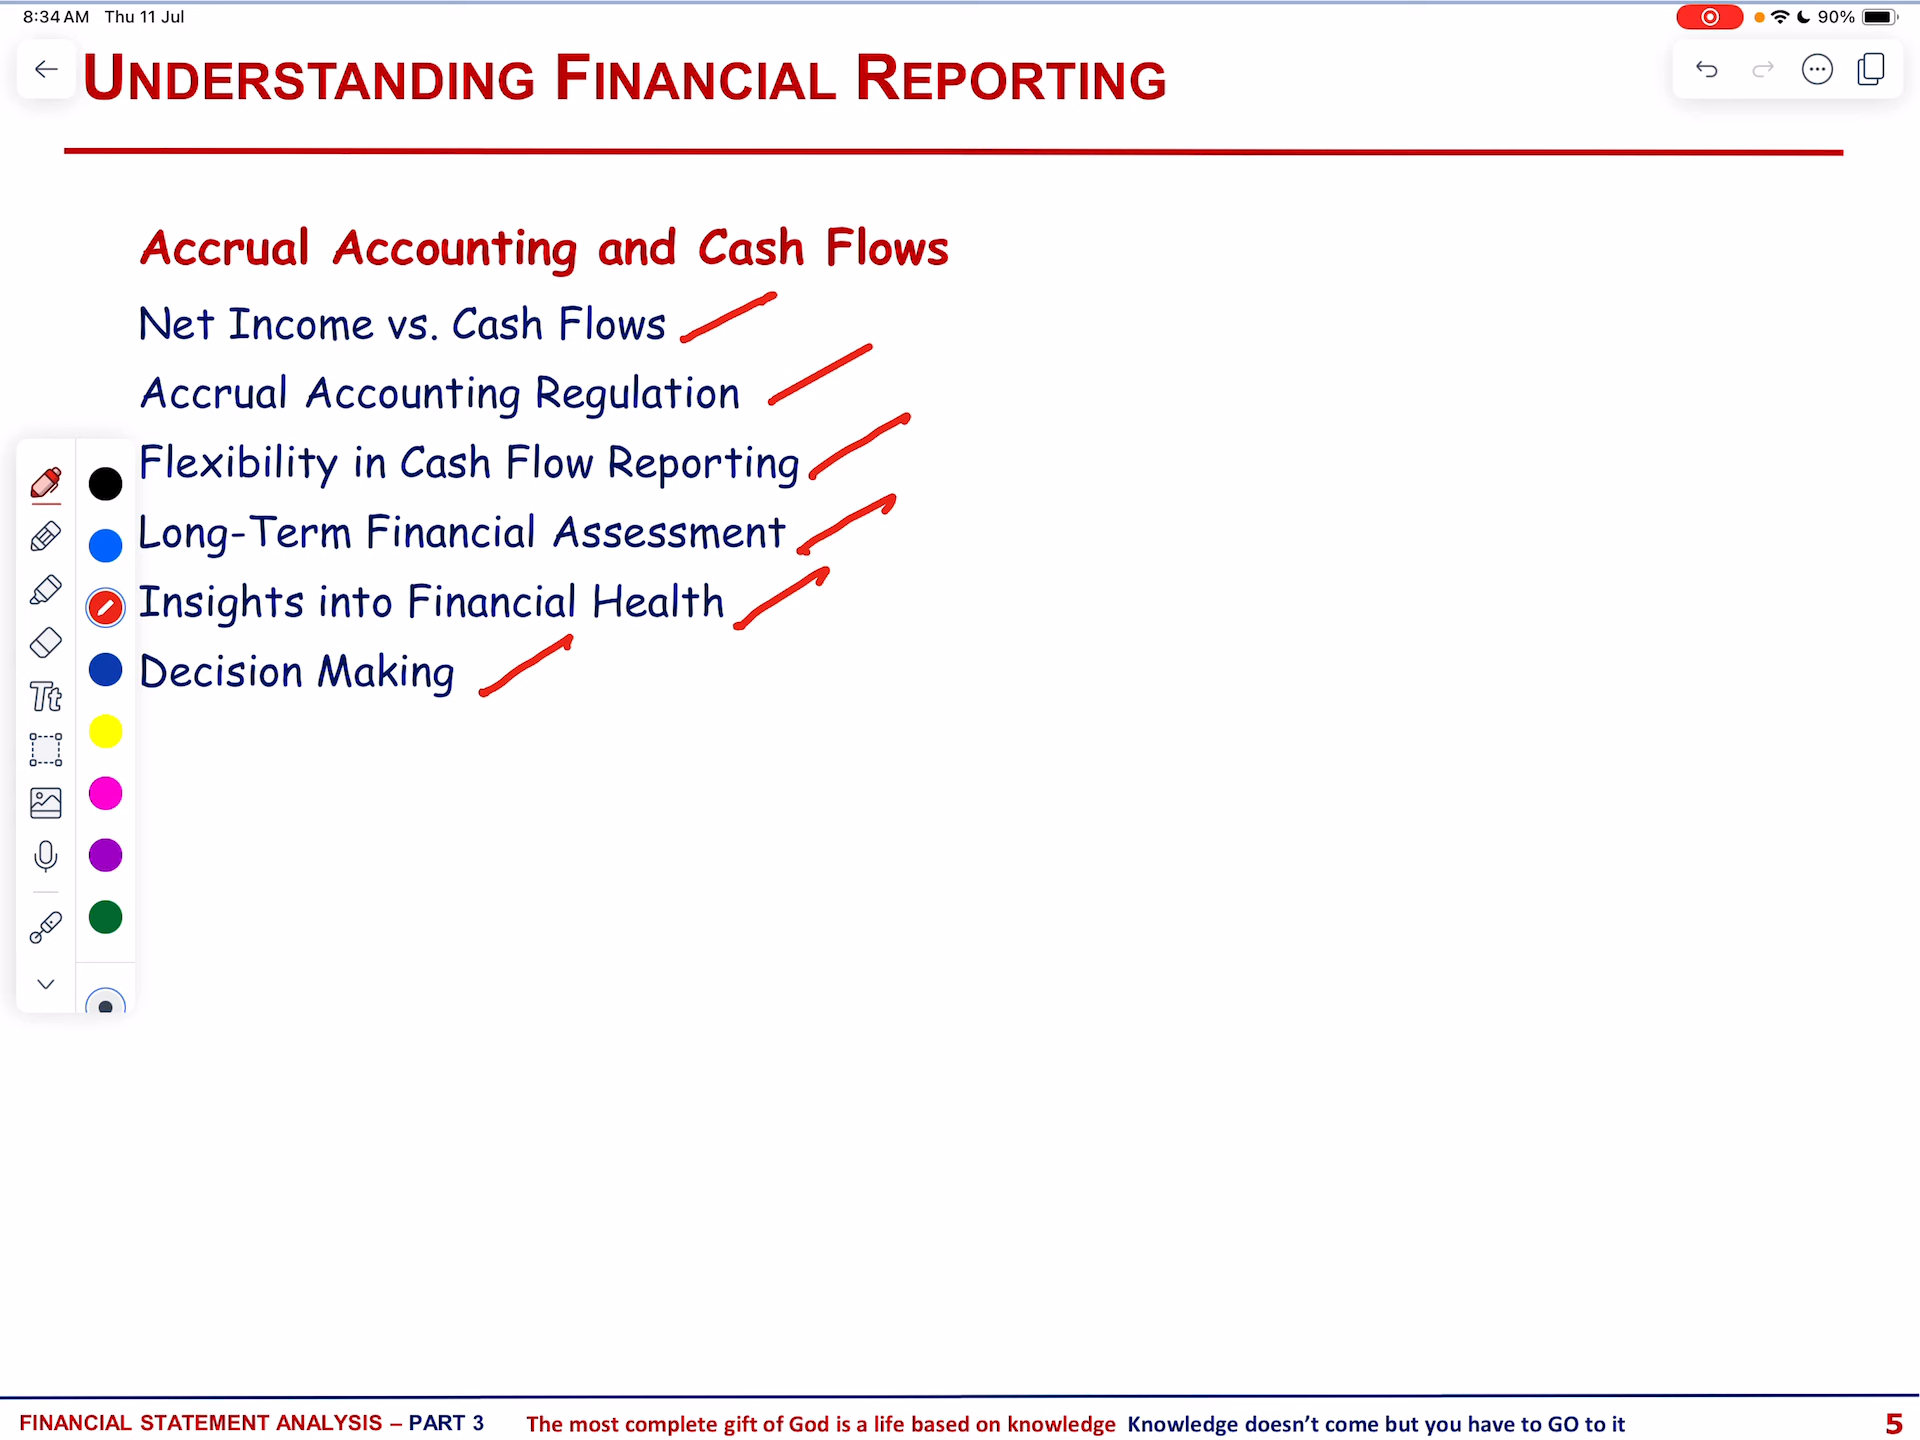 8:34 AM Thu 11 Jul
90%
UNDERSTANDING FINANCIAL REPORTING
Accrual Accounting and Cash Flows
Net Income vs. Cash Flows
Accrual Accounting Regulation
Flexibility in Cash Flow Reporting
Long-Term Financial Assessment
Insights into Financial Health
Decision Making
Tt
FINANCIAL STATEMENT ANALYSIS – PART 3 The most complete gift of God is a life based on knowledge Knowledge doesn’t come but you have to GO to it 5